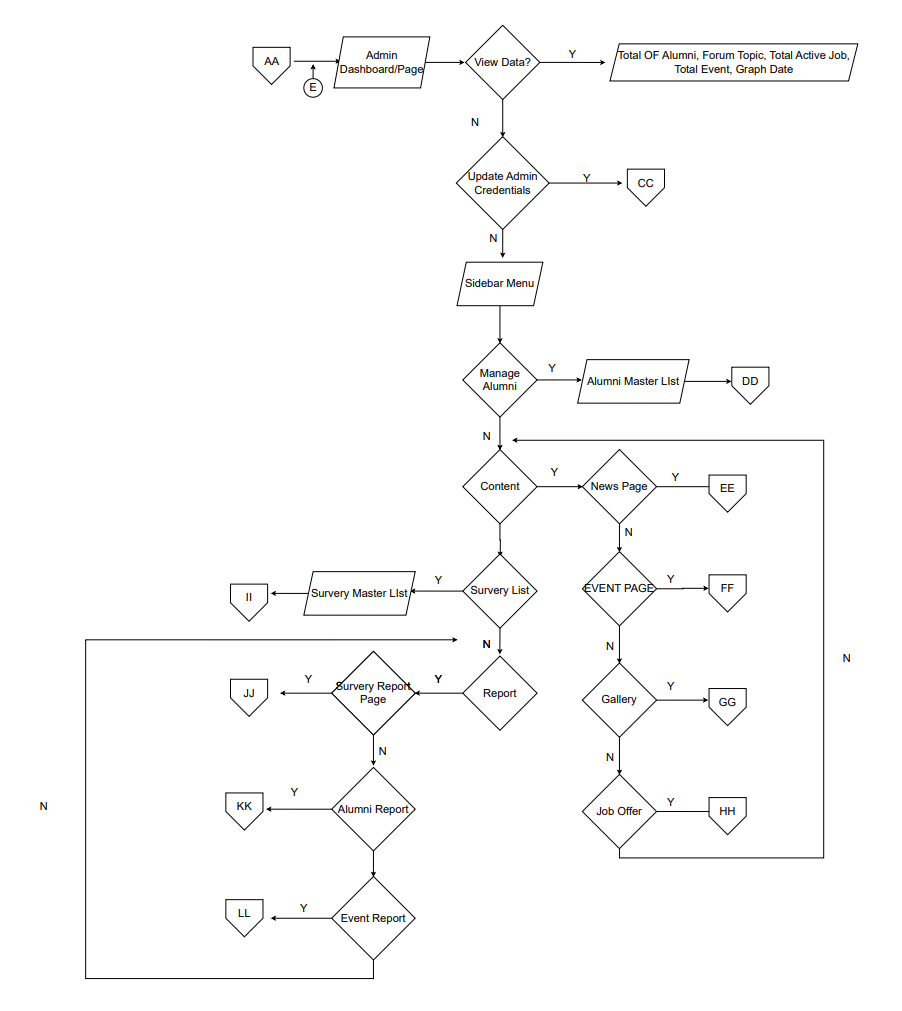 AA
E
Admin
Dashboard/Page
View Data?
Y
Total OF Alumni, Forum Topic, Total Active Job,
Total Event, Graph Date
N
Update Admin
Credentials
Y
CC
N
Sidebar Menu
Manage
Alumni
Y
Alumni Master LIst
DD
N
Content
Y
News Page
Y
EE
N
II
Survery Master LIst
Y
Survery List
EVENT PAGE
Y
FF
N
N
N
JJ
Y
Survery Report
Page
Y
Report
Gallery
Y
GG
N
N
N
KK
Y
Alumni Report
Job Offer
Y
HH
LL
Y
Event Report